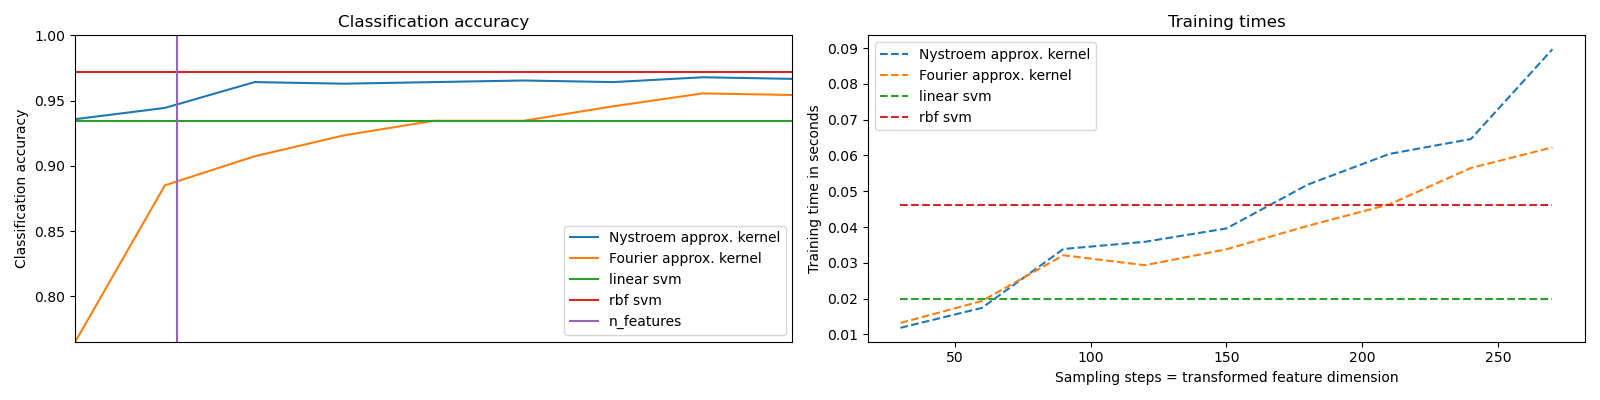 Classification accuracy
Classification accuracy
1.00
0.95
0.90
0.85
0.80
Nystroem approx. kernel
Fourier approx. kernel
linear svm
rbf svm
n_features
Training times
Training time in seconds
0.09
0.08
0.07
0.06
0.05
0.04
0.03
0.02
0.01
Nystroem approx. kernel
Fourier approx. kernel
linear svm
rbf svm
50 100 150 200 250
Sampling steps = transformed feature dimension